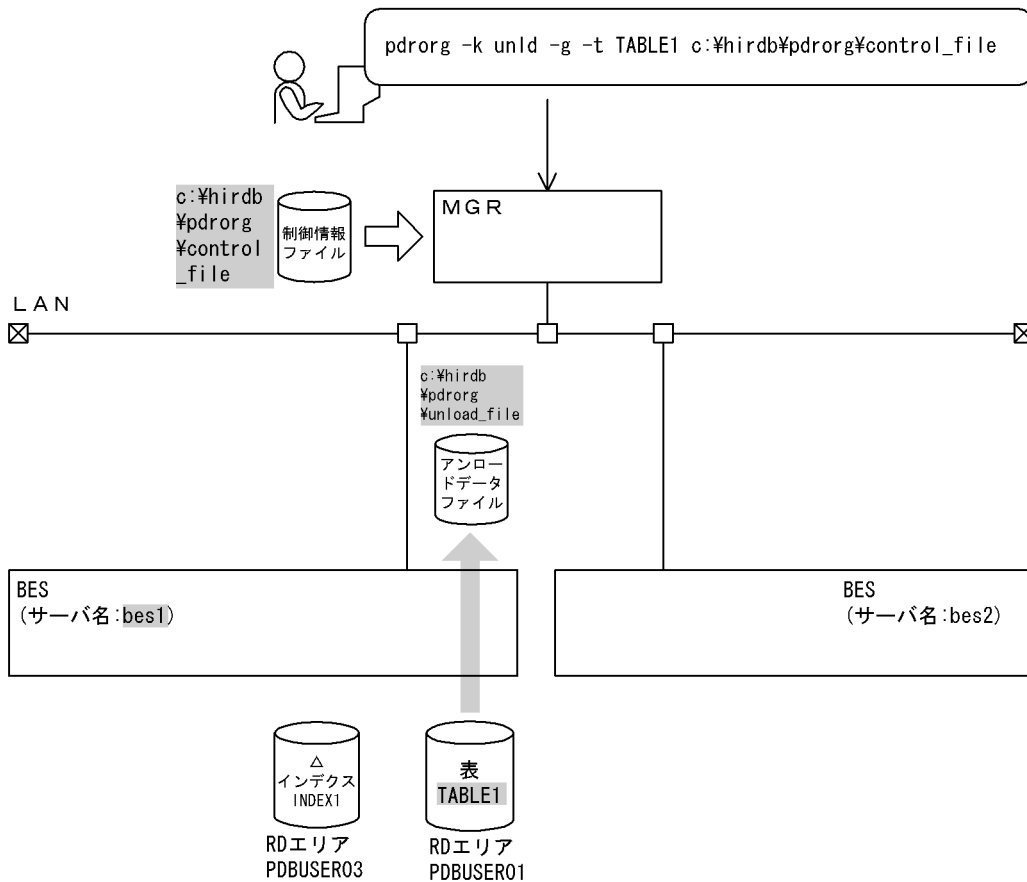 pdrorg -k unld -g -t TABLE1 c:¥hirdb¥pdrorg¥control_file
c:¥hirdb
¥pdrorg
¥control
_file
制御情報
ファイル
MGR
LAN
c:¥hirdb
¥pdrorg
¥unload_file
アンロー
ドデータ
ファイル
BES
(サーバ名:bes1)
BES
(サーバ名:bes2)
△
インデクス
INDEX1
RDエリア
PDBUSER03
表
TABLE1
RDエリア
PDBUSER01